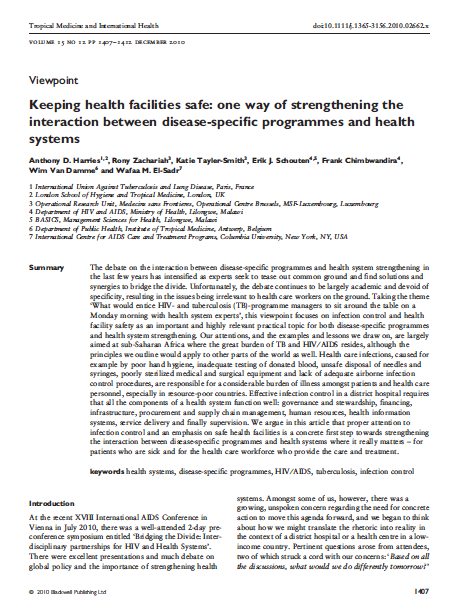 Tropical Medicine and International Health
doi:10.1111/j.1365-3156.2010.02662.x
VOLUME 15 NO 12 PP 1407–1412 DECEMBER 2010
Viewpoint
Keeping health facilities safe: one way of strengthening the
interaction between disease-specific programmes and health
systems
Anthony D. Harries1,2, Rony Zachariah3, Katie Tayler-Smith3, Erik J. Schouten4,5, Frank Chimbwandira4,
Wim Van Damme6 and Wafaa M. El-Sadr7
1 International Union Against Tuberculosis and Lung Disease, Paris, France
2 London School of Hygiene and Tropical Medicine, London, UK
3 Operational Research Unit, Medecins sans Frontieres, Operational Centre Brussels, MSF-Luxembourg, Luxembourg
4 Department of HIV and AIDS, Ministry of Health, Lilongwe, Malawi
5 BASICS, Management Sciences for Health, Lilongwe, Malawi
6 Department of Public Health, Institute of Tropical Medicine, Antwerp, Belgium
7 International Centre for AIDS Care and Treatment Programs, Columbia University, New York, NY, USA
Summary
The debate on the interaction between disease-specific programmes and health system strengthening in
the last few years has intensified as experts seek to tease out common ground and find solutions and
synergies to bridge the divide. Unfortunately, the debate continues to be largely academic and devoid of
specificity, resulting in the issues being irrelevant to health care workers on the ground. Taking the theme
'What would entice HIV- and tuberculosis (TB)-programme managers to sit around the table on a
Monday morning with health system experts', this viewpoint focuses on infection control and health
facility safety as an important and highly relevant practical topic for both disease-specific programmes
and health system strengthening. Our attentions, and the examples and lessons we draw on, are largely
aimed at sub-Saharan Africa where the great burden of TB and HIV/AIDS resides, although the
principles we outline would apply to other parts of the world as well. Health care infections, caused for
example by poor hand hygiene, inadequate testing of donated blood, unsafe disposal of needles and
syringes, poorly sterilized medical and surgical equipment and lack of adequate airborne infection
control procedures, are responsible for a considerable burden of illness amongst patients and health care
personnel, especially in resource-poor countries. Effective infection control in a district hospital requires
that all the components of a health system function well: governance and stewardship, financing,
infrastructure, procurement and supply chain management, human resources, health information
systems, service delivery and finally supervision. We argue in this article that proper attention to
infection control and an emphasis on safe health facilities is a concrete first step towards strengthening
the interaction between disease-specific programmes and health systems where it really matters – for
patients who are sick and for the health care workforce who provide the care and treatment.
keywords health systems, disease-specific programmes, HIV/AIDS, tuberculosis, infection control
Introduction
At the recent XVIII International AIDS Conference in
Vienna in July 2010, there was a well-attended 2-day pre-
conference symposium entitled 'Bridging the Divide: Inter-
disciplinary partnerships for HIV and Health Systems'.
There were excellent presentations and much debate on
global policy and the importance of strengthening health
systems. Amongst some of us, however, there was a
growing, unspoken concern regarding the need for concrete
action to move this agenda forward, and we began to think
about how we might translate the rhetoric into reality in
the context of a district hospital or a health centre in a low-
income country. Pertinent questions arose from attendees,
two of which struck a cord with our concerns: 'Based on all
the discussions, what would we do differently tomorrow?'
© 2010 Blackwell Publishing Ltd
1407